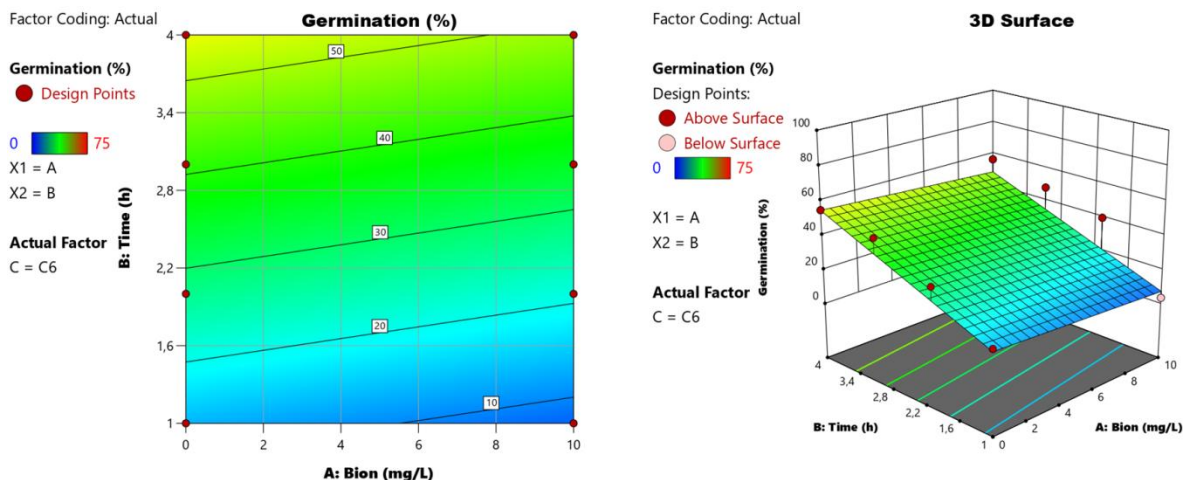 Factor Coding: Actual
Germination (%)
Germination (%)
Design Points
0 75
X1 = A
X2 = B
Actual Factor
C = C6
4
3,4
2,8
2,2
1,6
1
B: Time (h)
50
40
30
20
10
0 2 4 6 8 10
A: Bion (mg/L)
Factor Coding: Actual
3D Surface
Germination (%)
Design Points:
Above Surface
Below Surface
0 75
X1 = A
X2 = B
Actual Factor
C = C6
100
80
60
40
20
0
Germination (%)
4
3,4
2,8
2,2
1,6
1
B: Time (h)
0
2
4
6
8
10
A: Bion (mg/L)